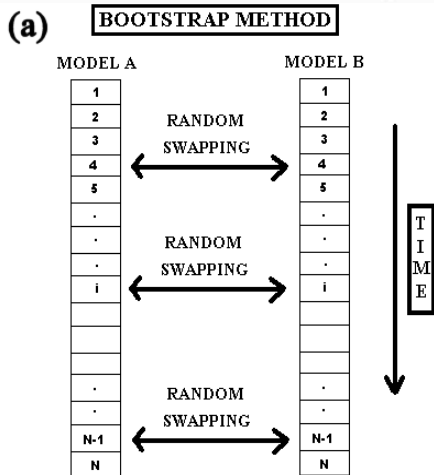 (a)
BOOTSTRAP METHOD
MODEL A
MODEL B
1
1
2
2
3
3
RANDOM
SWAPPING
4
4
5
5
.
.
.
.
.
.
RANDOM
SWAPPING
i
i
.
.
.
.
RANDOM
SWAPPING
N-1
N-1
N
N
T
I
M
E